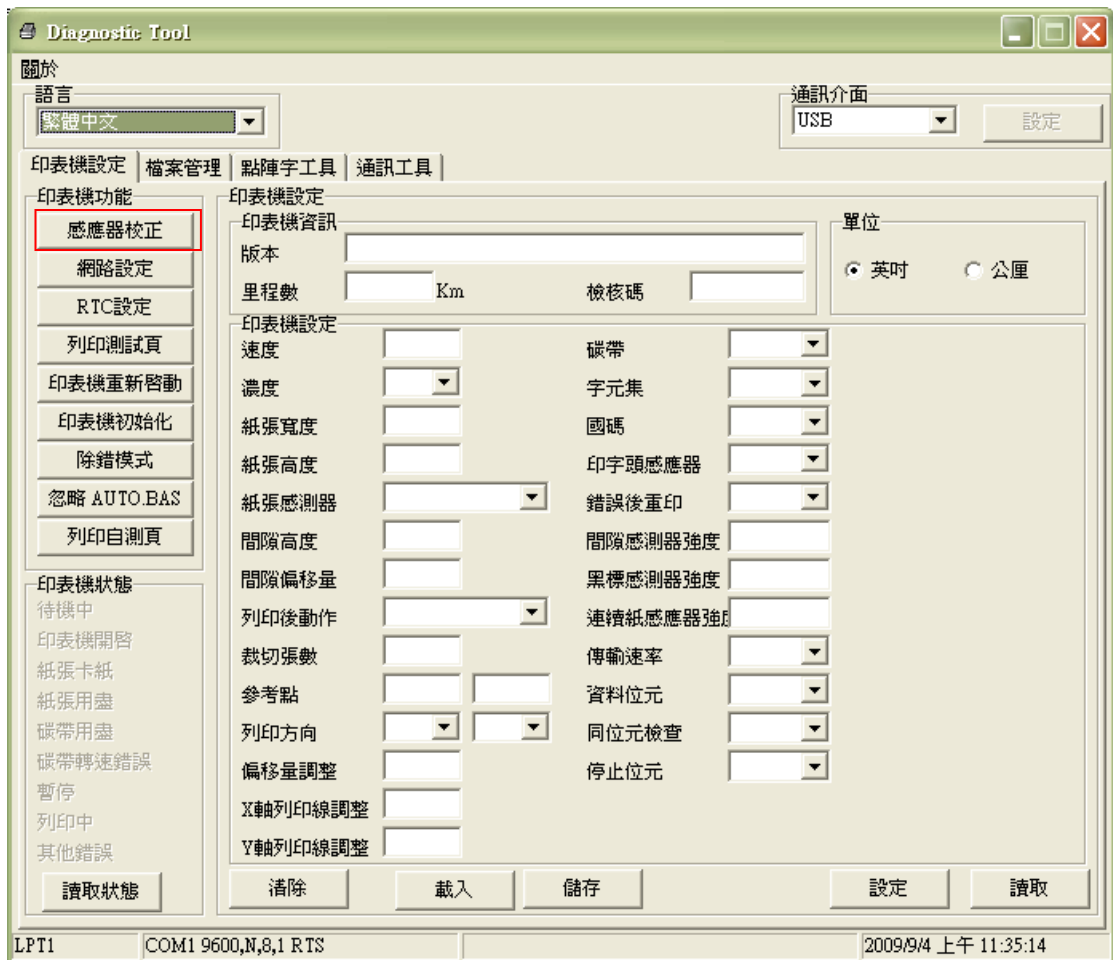 Diagnostic Tool
關於
語言
繁體中文
通訊介面
USB
設定
印表機設定 檔案管理 點陣字工具 通訊工具
印表機功能
感應器校正
網路設定
RTC設定
列印測試頁
印表機重新啓動
印表機初始化
除錯模式
忽略 AUTO.BAS
列印自測頁
印表機狀態
待機中
印表機開啓
紙張卡紙
紙張用盡
碳帶用盡
碳帶轉速錯誤
暫停
列印中
其他錯誤
讀取狀態
印表機設定
印表機資訊
版本
里程數 Km 檢核碼
單位
英吋 公厘
印表機設定
速度 碳帶
濃度 字元集
紙張寬度 國碼
紙張高度 印字頭感應器
紙張感測器 錯誤後重印
間隙高度 間隙感測器強度
間隙偏移量 黑標感測器強度
列印後動作 連續紙感應器強度
裁切張數 傳輸速率
參考點 資料位元
列印方向 同位元檢查
偏移量調整 停止位元
X軸列印線調整
Y軸列印線調整
清除 載入 儲存 設定 讀取
LPT1 COM1 9600,N,8,1 RTS 2009/9/4 上午 11:35:14